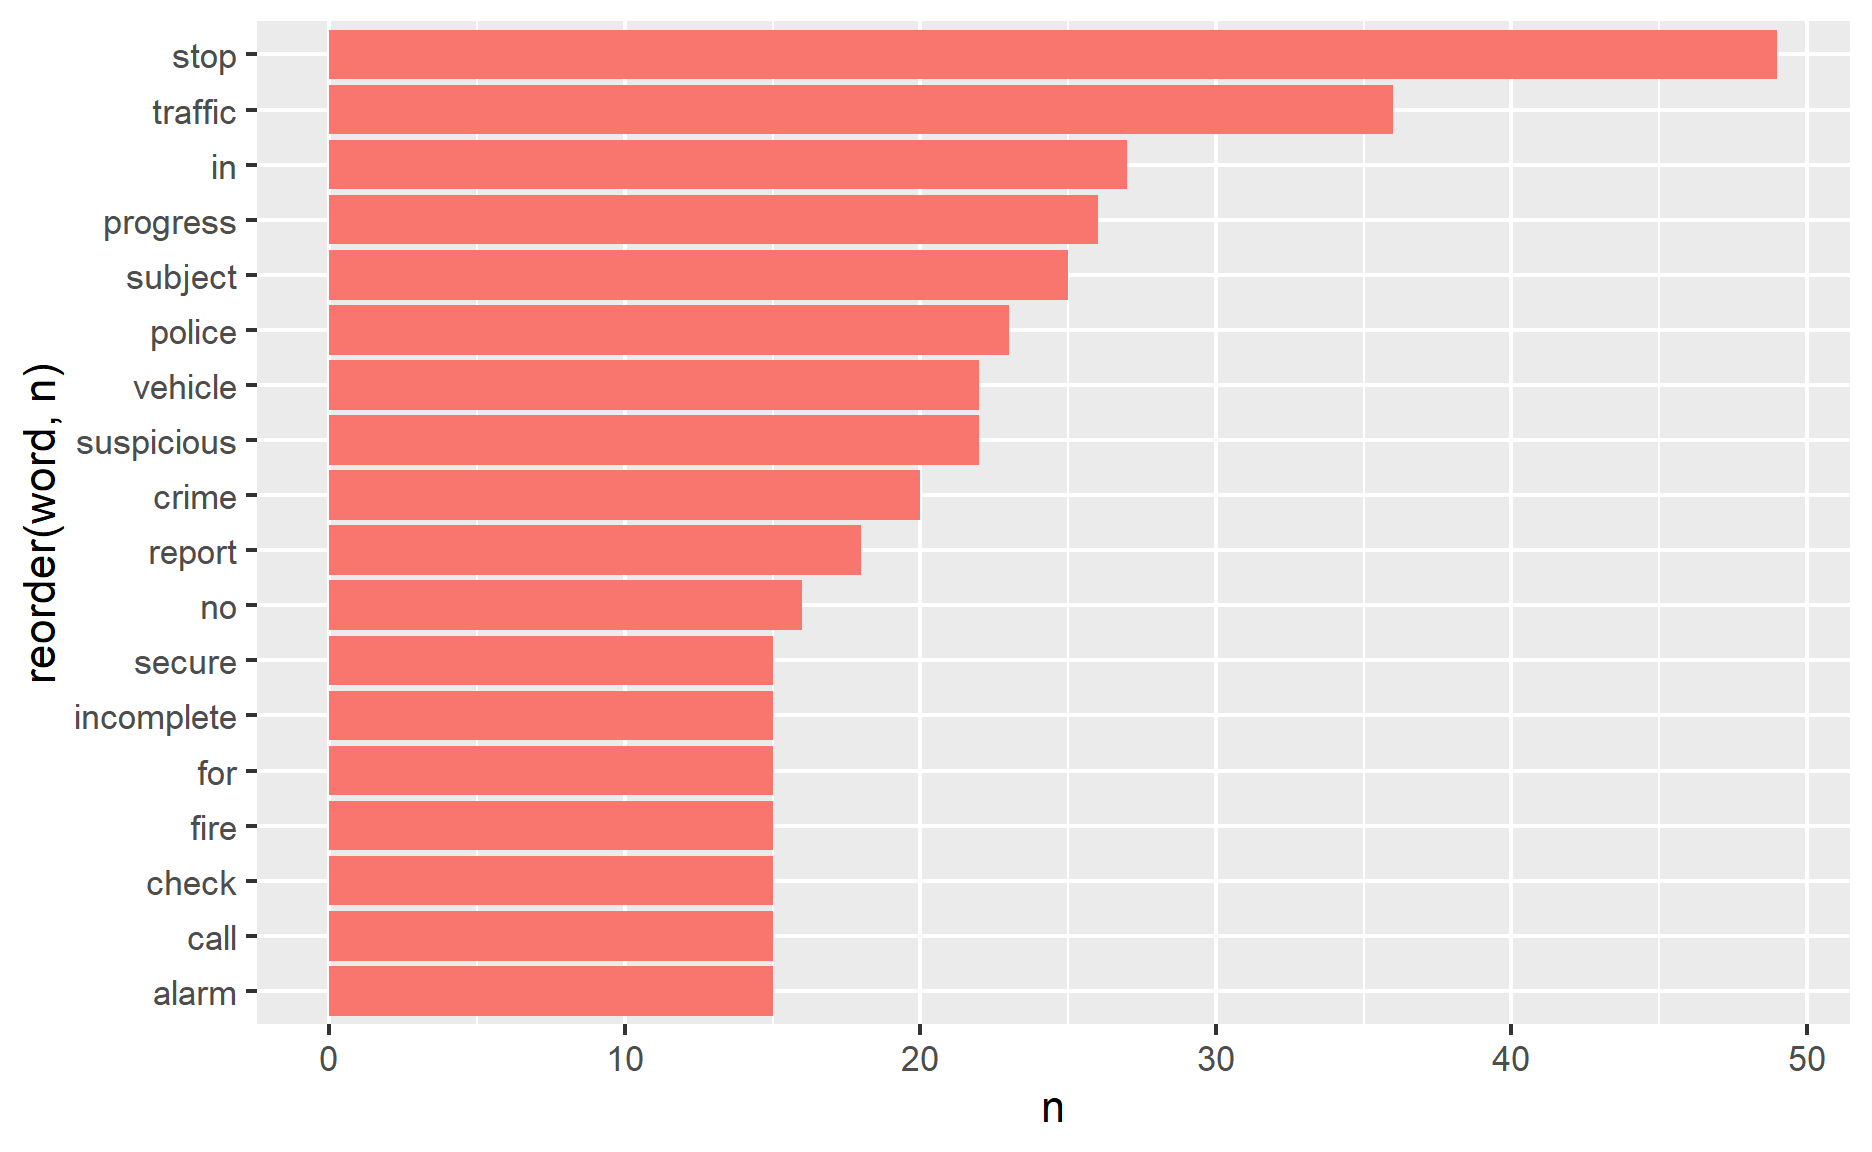 stop
traffic
in
progress
subject
police
vehicle
suspicious
crime
report
no
secure
incomplete
for
fire
check
call
alarm
reorder(word, n)
0 10 20 30 40 50
n